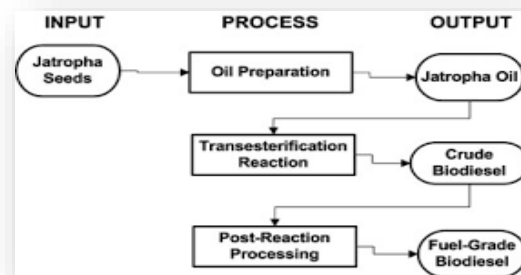 INPUT PROCESS OUTPUT
Jatropha
Seeds
Oil Preparation
Jatropha Oil
Transesterification
Reaction
Crude
Biodiesel
Post-Reaction
Processing
Fuel-Grade
Biodiesel